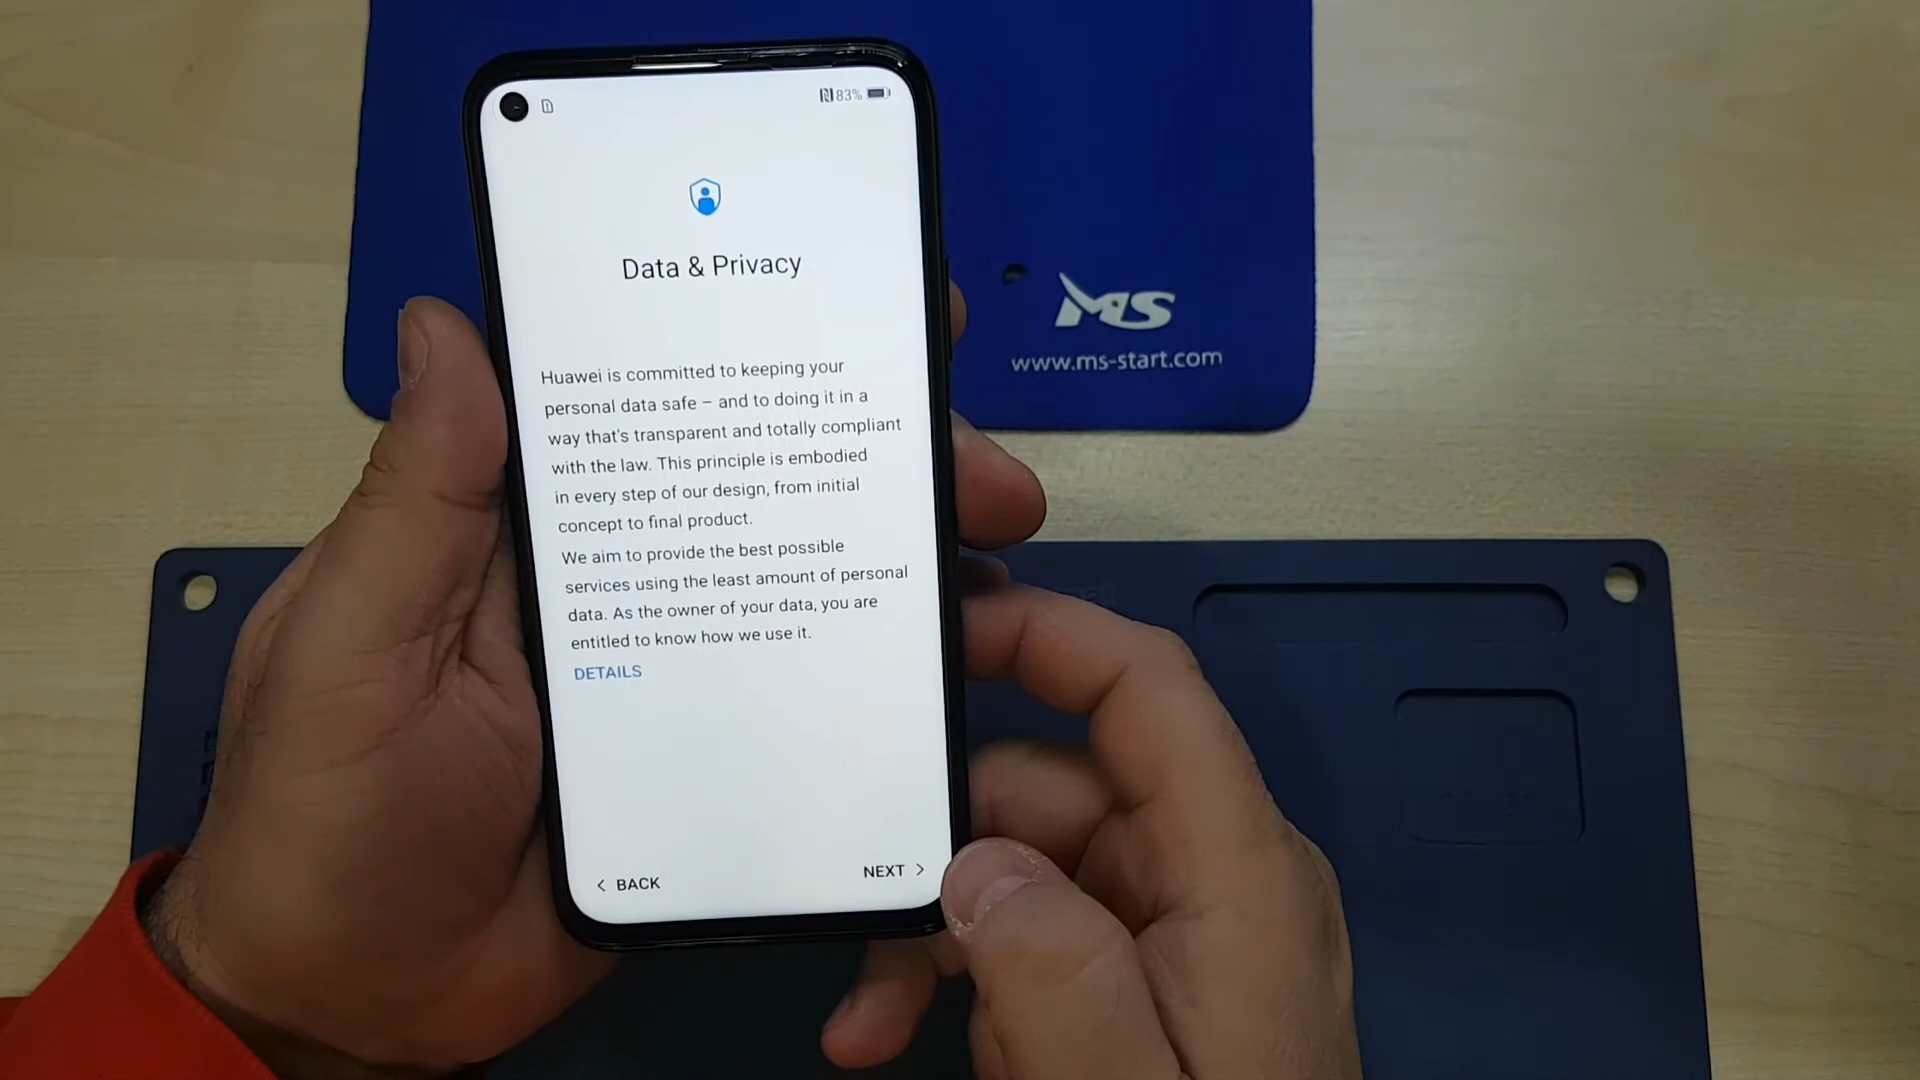 83%
Data & Privacy
Huawei is committed to keeping your
personal data safe – and to doing it in a
way that's transparent and totally compliant
with the law. This principle is embodied
in every step of our design, from initial
concept to final product.
We aim to provide the best possible
services using the least amount of personal
data. As the owner of your data, you are
entitled to know how we use it.
DETAILS
< BACK
NEXT >
MS
www.ms-start.com